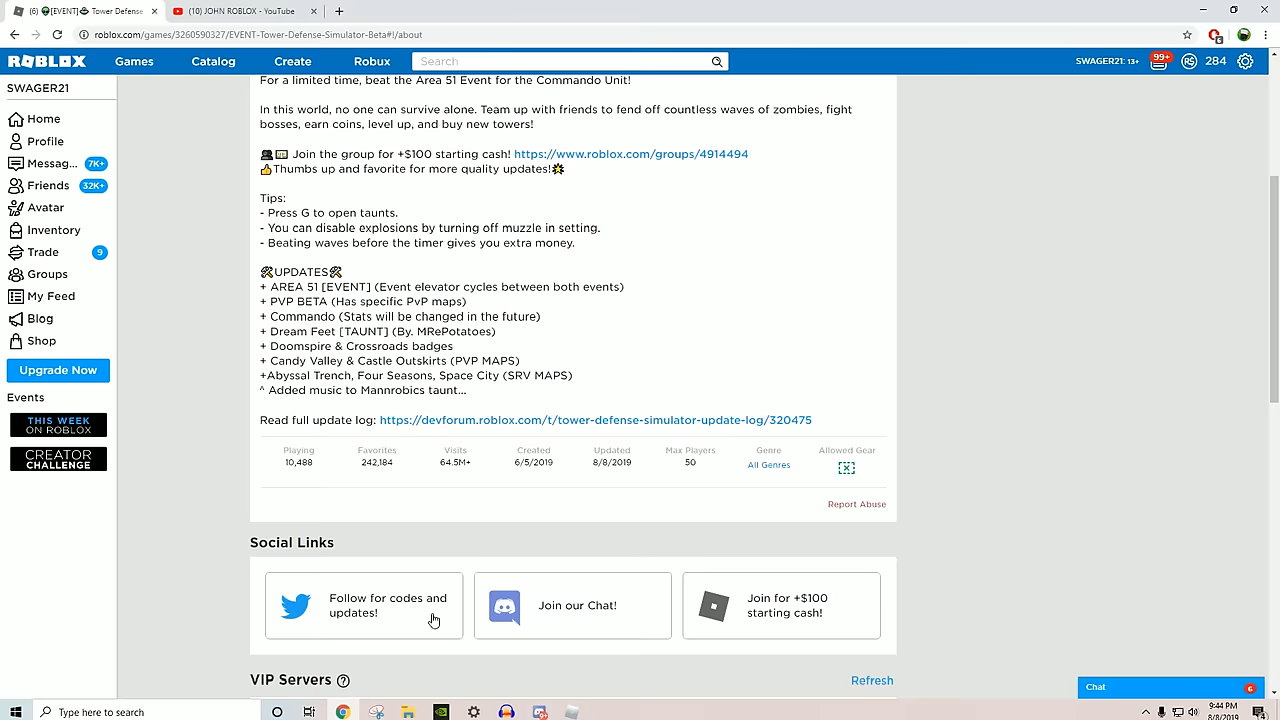 (6) 👽[EVENT]👽 Tower Defense
(10) JOHN ROBLOX - YouTube
roblox.com/games/3260590327/EVENT-Tower-Defense-Simulator-Beta#!/about
ROBLOX
Games
Catalog
Create
Robux
Search
SWAGER21: 13+
99+
284
SWAGER21
Home
Profile
Messag... 7K+
Friends 32K+
Avatar
Inventory
Trade 9
Groups
My Feed
Blog
Shop
Upgrade Now
Events
THIS WEEK
ON ROBLOX
CREATOR
CHALLENGE
For a limited time, beat the Area 51 Event for the Commando Unit!
In this world, no one can survive alone. Team up with friends to fend off countless waves of zombies, fight
bosses, earn coins, level up, and buy new towers!
👥💵 Join the group for +$100 starting cash! https://www.roblox.com/groups/4914494
👍Thumbs up and favorite for more quality updates!🌟
Tips:
- Press G to open taunts.
- You can disable explosions by turning off muzzle in setting.
- Beating waves before the timer gives you extra money.
🛠UPDATES🛠
+ AREA 51 [EVENT] (Event elevator cycles between both events)
+ PVP BETA (Has specific PvP maps)
+ Commando (Stats will be changed in the future)
+ Dream Feet [TAUNT] (By. MRePotatoes)
+ Doomspire & Crossroads badges
+ Candy Valley & Castle Outskirts (PVP MAPS)
+Abyssal Trench, Four Seasons, Space City (SRV MAPS)
^ Added music to Mannrobics taunt...
Read full update log: https://devforum.roblox.com/t/tower-defense-simulator-update-log/320475
Playing Favorites Visits Created Updated Max Players Genre Allowed Gear
10,488 242,184 64.5M+ 6/5/2019 8/8/2019 50 All Genres
Report Abuse
Social Links
Follow for codes and
updates!
Join our Chat!
Join for +$100
starting cash!
VIP Servers
Refresh
Chat
6
Type here to search
9:44 PM
8/8/2019